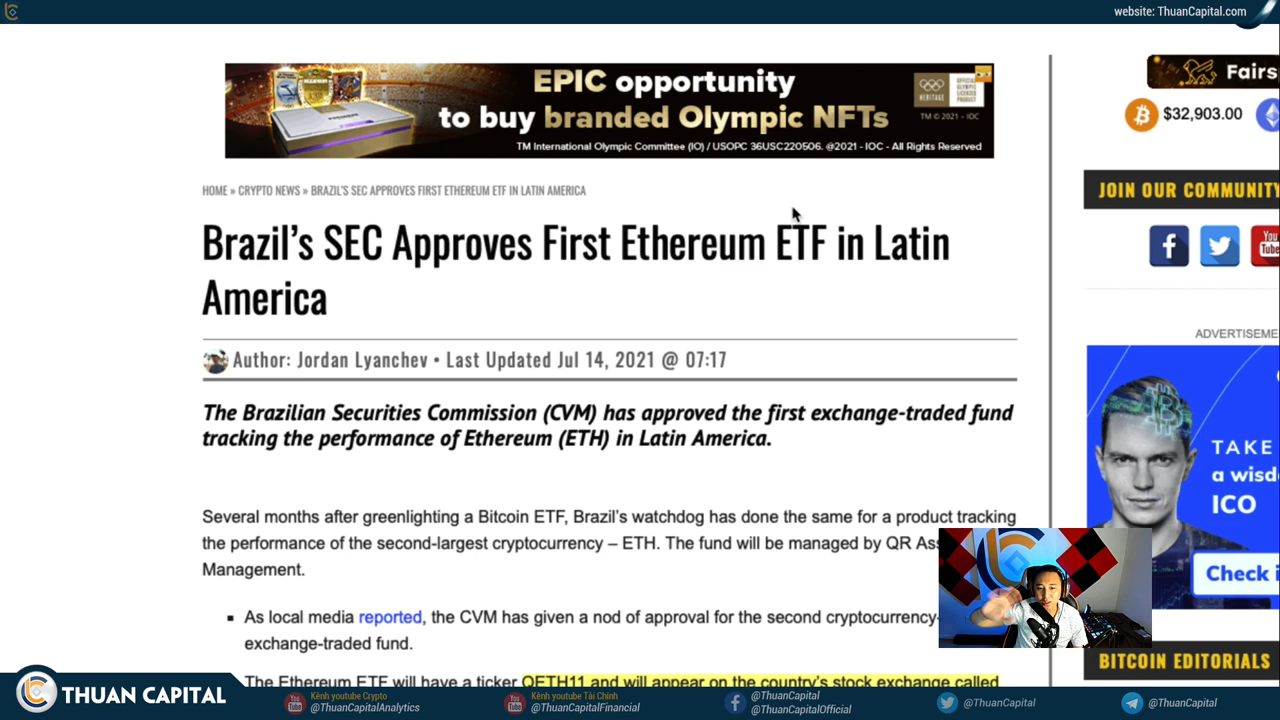 website: ThuanCapital.com
EPIC opportunity
to buy branded Olympic NFTs
TM © 2021 - IOC
TM International Olympic Committee (IO) / USOPC 36USC220506. @2021 - IOC - All Rights Reserved
Fairs
$32,903.00
HOME » CRYPTO NEWS » BRAZIL'S SEC APPROVES FIRST ETHEREUM ETF IN LATIN AMERICA
JOIN OUR COMMUNITY
Brazil's SEC Approves First Ethereum ETF in Latin
America
You
Tube
Author: Jordan Lyanchev • Last Updated Jul 14, 2021 @ 07:17
ADVERTISEME
The Brazilian Securities Commission (CVM) has approved the first exchange-traded fund
tracking the performance of Ethereum (ETH) in Latin America.
TAKE
a wisd
ICO
Several months after greenlighting a Bitcoin ETF, Brazil's watchdog has done the same for a product tracking
the performance of the second-largest cryptocurrency – ETH. The fund will be managed by QR Ass
Management.
Check i
▪ As local media reported, the CVM has given a nod of approval for the second cryptocurrency-
exchange-traded fund.
The Ethereum ETF will have a ticker QETH11 and will appear on the country's stock exchange called
BITCOIN EDITORIALS
THUAN CAPITAL
Kênh youtube Crypto
@ThuanCapitalAnalytics
Kênh youtube Tài Chính
@ThuanCapitalFinancial
@ThuanCapital
@ThuanCapitalOfficial
@ThuanCapital
@ThuanCapital